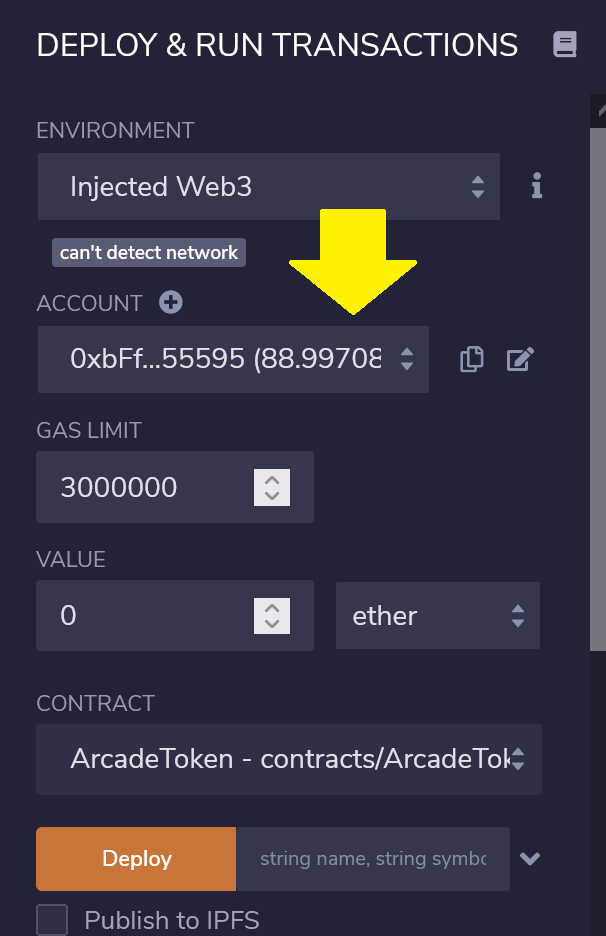 DEPLOY & RUN TRANSACTIONS
ENVIRONMENT
Injected Web3
can't detect network
ACCOUNT
0xbFf...55595 (88.99708
GAS LIMIT
3000000
VALUE
0 ether
CONTRACT
ArcadeToken - contracts/ArcadeTok
Deploy string name, string symbo
Publish to IPFS